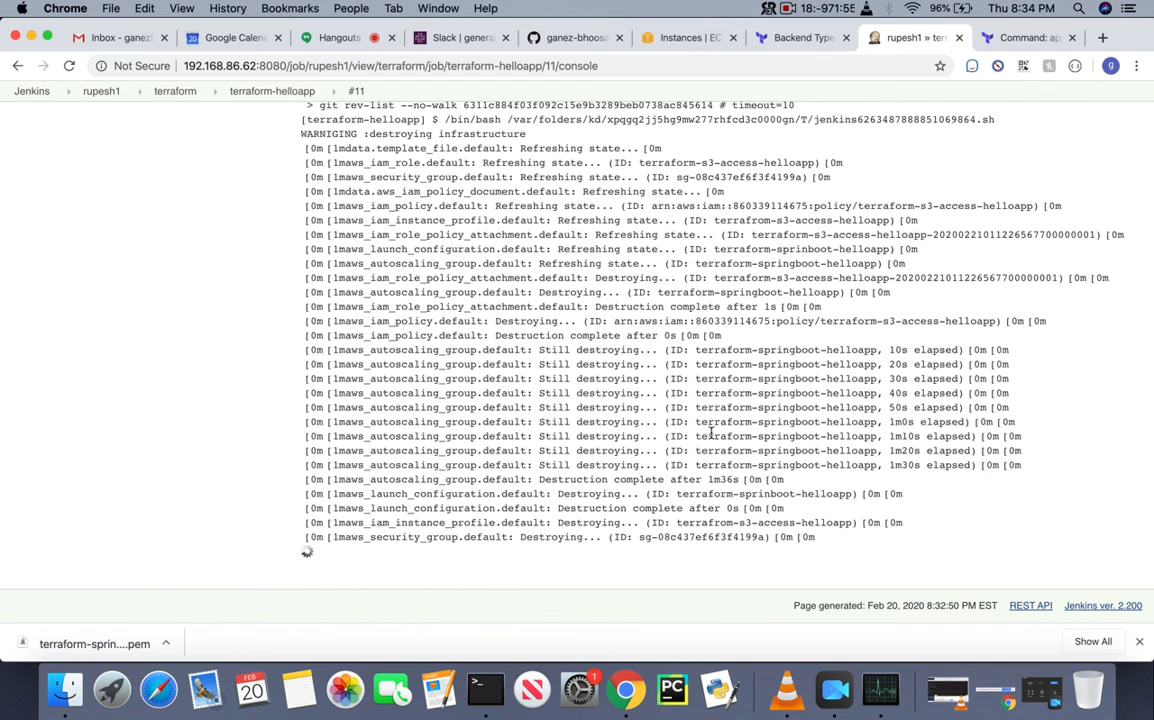 Chrome File Edit View History Bookmarks People Tab Window Help 18:-971:55 96% Thu 8:34 PM
Inbox - ganez Google Calen Hangouts Slack | genera ganez-bhoosa Instances | EC Backend Type rupesh1 » terr Command: ap
Not Secure 192.168.86.62:8080/job/rupesh1/view/terraform/job/terraform-helloapp/11/console g
Jenkins rupesh1 terraform terraform-helloapp #11
> git rev-list --no-walk 6311c884f03f092c15e9b3289beb0738ac845614 # timeout=10
[terraform-helloapp] $ /bin/bash /var/folders/kd/xpqgq2jj5hg9mw277rhfcd3c0000gn/T/jenkins6263487888851069864.sh
WARNIGING :destroying infrastructure
[0m [1mdata.template_file.default: Refreshing state... [0m
[0m [1maws_iam_role.default: Refreshing state... (ID: terraform-s3-access-helloapp) [0m
[0m [1maws_security_group.default: Refreshing state... (ID: sg-08c437ef6f3f4199a) [0m
[0m [1mdata.aws_iam_policy_document.default: Refreshing state... [0m
[0m [1maws_iam_policy.default: Refreshing state... (ID: arn:aws:iam::860339114675:policy/terraform-s3-access-helloapp) [0m
[0m [1maws_iam_instance_profile.default: Refreshing state... (ID: terrafrom-s3-access-helloapp) [0m
[0m [1maws_iam_role_policy_attachment.default: Refreshing state... (ID: terraform-s3-access-helloapp-20200221011226567700000001) [0m
[0m [1maws_launch_configuration.default: Refreshing state... (ID: terraform-sprinboot-helloapp) [0m
[0m [1maws_autoscaling_group.default: Refreshing state... (ID: terraform-springboot-helloapp) [0m
[0m [1maws_iam_role_policy_attachment.default: Destroying... (ID: terraform-s3-access-helloapp-20200221011226567700000001) [0m [0m
[0m [1maws_autoscaling_group.default: Destroying... (ID: terraform-springboot-helloapp) [0m [0m
[0m [1maws_iam_role_policy_attachment.default: Destruction complete after 1s [0m [0m
[0m [1maws_iam_policy.default: Destroying... (ID: arn:aws:iam::860339114675:policy/terraform-s3-access-helloapp) [0m [0m
[0m [1maws_iam_policy.default: Destruction complete after 0s [0m [0m
[0m [1maws_autoscaling_group.default: Still destroying... (ID: terraform-springboot-helloapp, 10s elapsed) [0m [0m
[0m [1maws_autoscaling_group.default: Still destroying... (ID: terraform-springboot-helloapp, 20s elapsed) [0m [0m
[0m [1maws_autoscaling_group.default: Still destroying... (ID: terraform-springboot-helloapp, 30s elapsed) [0m [0m
[0m [1maws_autoscaling_group.default: Still destroying... (ID: terraform-springboot-helloapp, 40s elapsed) [0m [0m
[0m [1maws_autoscaling_group.default: Still destroying... (ID: terraform-springboot-helloapp, 50s elapsed) [0m [0m
[0m [1maws_autoscaling_group.default: Still destroying... (ID: terraform-springboot-helloapp, 1m0s elapsed) [0m [0m
[0m [1maws_autoscaling_group.default: Still destroying... (ID: terraform-springboot-helloapp, 1m10s elapsed) [0m [0m
[0m [1maws_autoscaling_group.default: Still destroying... (ID: terraform-springboot-helloapp, 1m20s elapsed) [0m [0m
[0m [1maws_autoscaling_group.default: Still destroying... (ID: terraform-springboot-helloapp, 1m30s elapsed) [0m [0m
[0m [1maws_autoscaling_group.default: Destruction complete after 1m36s [0m [0m
[0m [1maws_launch_configuration.default: Destroying... (ID: terraform-sprinboot-helloapp) [0m [0m
[0m [1maws_launch_configuration.default: Destruction complete after 0s [0m [0m
[0m [1maws_iam_instance_profile.default: Destroying... (ID: terrafrom-s3-access-helloapp) [0m [0m
[0m [1maws_security_group.default: Destroying... (ID: sg-08c437ef6f3f4199a) [0m [0m
Page generated: Feb 20, 2020 8:32:50 PM EST REST API Jenkins ver. 2.200
terraform-sprin....pem Show All
FEB 20 1 PC